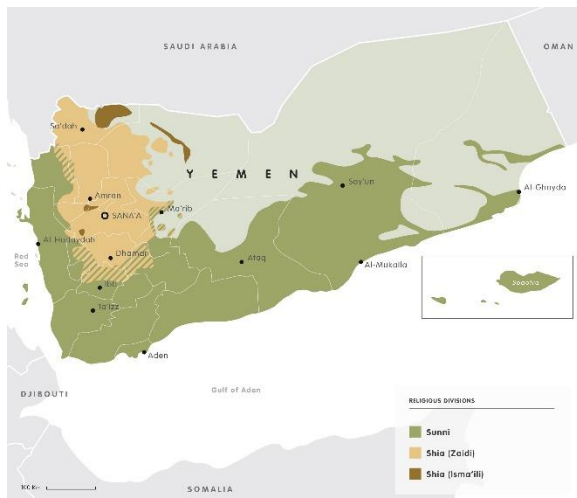 SAUDI ARABIA
OMAN
Sa'dah
YEMEN
Say'un
Al-Ghayda
Amran
Ma'rib
SANA'A
Al-Hudaydah
Red
Sea
Dhamar
Ataq
Al-Mukalla
Ibb
Socotra
Ta'izz
Aden
DJIBOUTI
Gulf of Aden
RELIGIOUS DIVISIONS
Sunni
Shia (Zaidi)
Shia (Isma'ili)
100 Km
SOMALIA